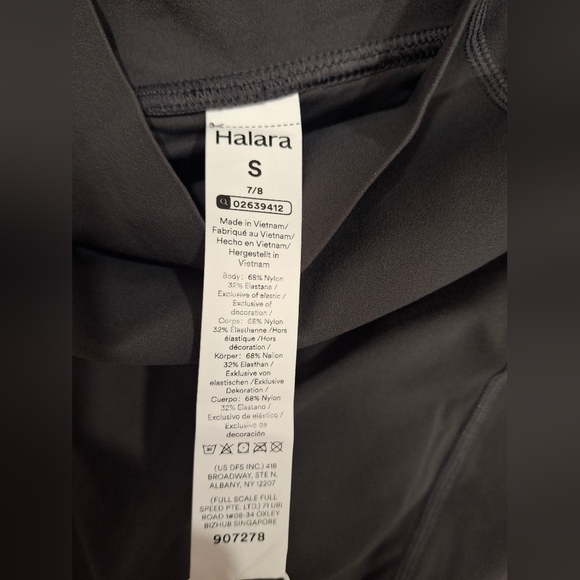 Halara
S
7/8
02639412
Made in Vietnam/
Fabriqué au Vietnam/
Hecho en Vietnam/
Hergestellt in
Vietnam
Body: 68% Nylon
32% Elastano /
Exclusive of elastic /
Exclusive of
decoration /
Corps: 68% Nylon
32% Élasthanne /Hors
élastique /Hors
décoration /
Körper: 68% Nailon
32% Elasthan /
Exklusive von
elastischen /Exklusive
Dekoration /
Cuerpo: 68% Nylon
32% Elastano /
Exclusivo de elástico /
Exclusivo de
decoración
(US DFS INC.) 418
BROADWAY, STE N,
ALBANY, NY 12207
(FULL SCALE FULL
SPEED PTE. LTD.) 71 UBI
ROAD 1#08-34 OXLEY
BIZHUB SINGAPORE
907278